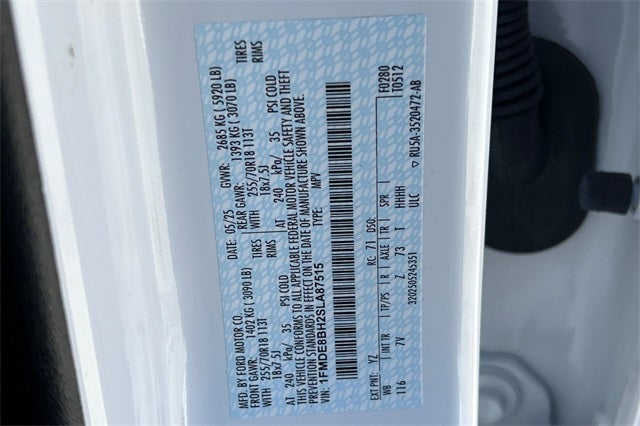 MFD. BY FORD MOTOR CO.
DATE: 05/25 GVWR: 2685 KG ( 5920 LB)
FRONT GAWR: 1402 KG ( 3090 LB) REAR GAWR: 1393 KG ( 3070 LB)
WITH 255/70R18 113T TIRES WITH 255/70R18 113T TIRES
18x7.5J RIMS 18x7.5J RIMS
AT 240 kPa/ 35 PSI COLD AT 240 kPa/ 35 PSI COLD
THIS VEHICLE CONFORMS TO ALL APPLICABLE FEDERAL MOTOR VEHICLE SAFETY AND THEFT
PREVENTION STANDARDS IN EFFECT ON THE DATE OF MANUFACTURE SHOWN ABOVE.
VIN: 1FMDE8BH2SLA87515 TYPE: MPV
F0280
T0512
EXT PNT: YZ RC: 71 DSO:
WB INT TR TP/PS R AXLE TR SPR
116 7V Z 73 T HHHH
3202505245351 ULC
RU5A-3520472-AB